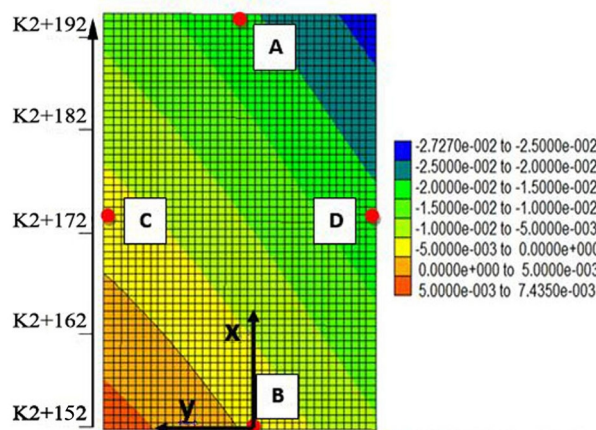 K2+192
A
K2+182
-2.7270e-002 to -2.5000e-002
-2.5000e-002 to -2.0000e-002
-2.0000e-002 to -1.5000e-002
-1.5000e-002 to -1.0000e-002
-1.0000e-002 to -5.0000e-003
-5.0000e-003 to 0.0000e+000
0.0000e+000 to 5.0000e-003
5.0000e-003 to 7.4350e-003
C
D
K2+172
K2+162
x
B
y
K2+152